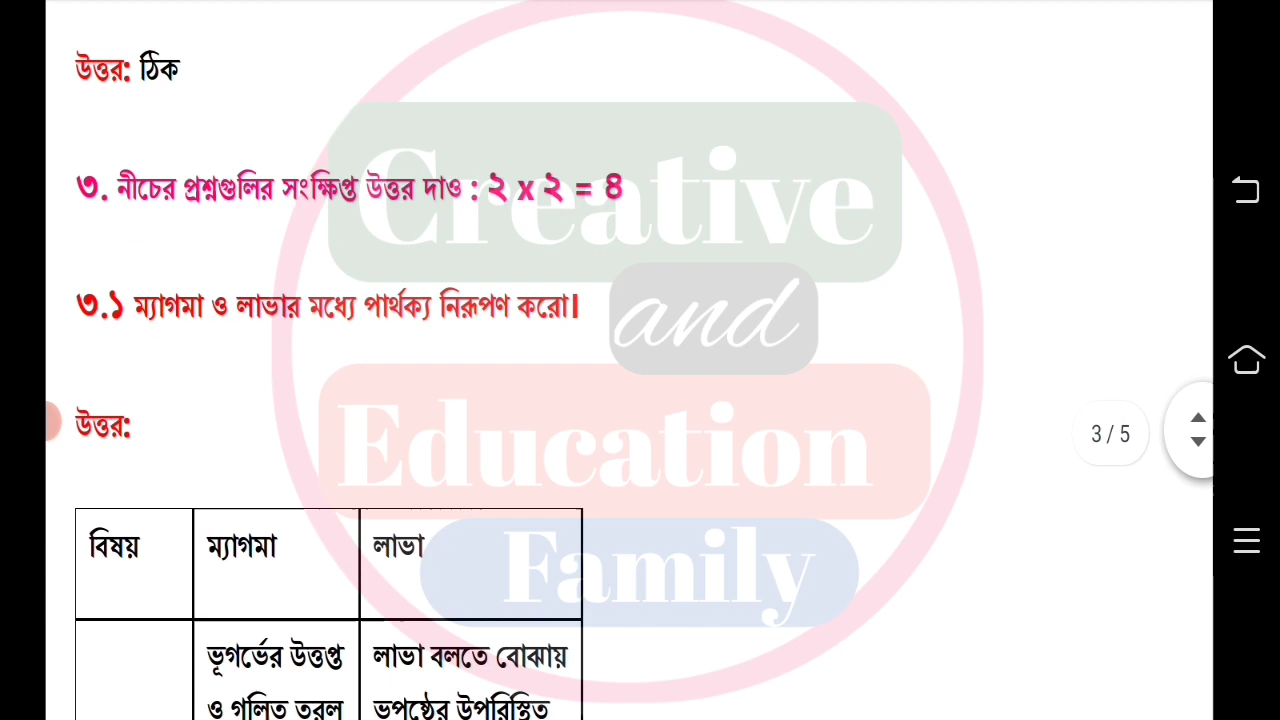 উত্তর: ঠিক
৩. নীচের প্রশ্নগুলির সংক্ষিপ্ত উত্তর দাও : ২ x ২ = ৪
৩.১ ম্যাগমা ও লাভার মধ্যে পার্থক্য নিরূপণ করো।
উত্তর:
বিষয় ম্যাগমা লাভা
ভূগর্ভের উত্তপ্ত লাভা বলতে বোঝায়
ও গলিত তরল ভূপৃষ্ঠের উপরিস্থিত
Creative
and
Education
Family
3 / 5